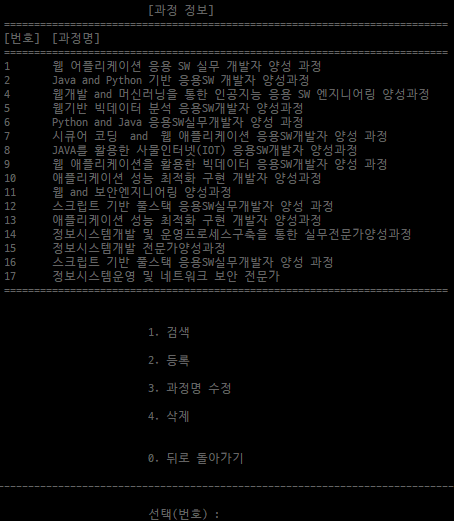 [과정 정보]
[번호] [과정명]
1 웹 어플리케이션 응용 SW 실무 개발자 양성 과정
2 Java and Python 기반 응용SW 개발자 양성과정
4 웹개발 and 머신러닝을 통한 인공지능 응용 SW 엔지니어링 양성과정
5 웹기반 빅데이터 분석 응용SW개발자 양성과정
6 Python and Java 응용SW실무개발자 양성 과정
7 시큐어 코딩 and 웹 애플리케이션 응용SW개발자 양성 과정
8 JAVA를 활용한 사물인터넷(IOT) 응용SW개발자 양성과정
9 웹 애플리케이션을 활용한 빅데이터 응용SW개발자 양성 과정
10 애플리케이션 성능 최적화 구현 개발자 양성과정
11 웹 and 보안엔지니어링 양성과정
12 스크립트 기반 풀스택 응용SW실무개발자 양성 과정
13 애플리케이션 성능 최적화 구현 개발자 양성과정
14 정보시스템개발 및 운영프로세스구축을 통한 실무전문가양성과정
15 정보시스템개발 전문가양성과정
16 스크립트 기반 풀스택 응용SW실무개발자 양성 과정
17 정보시스템운영 및 네트워크 보안 전문가
1. 검색
2. 등록
3. 과정명 수정
4. 삭제
0. 뒤로 돌아가기
선택(번호) :